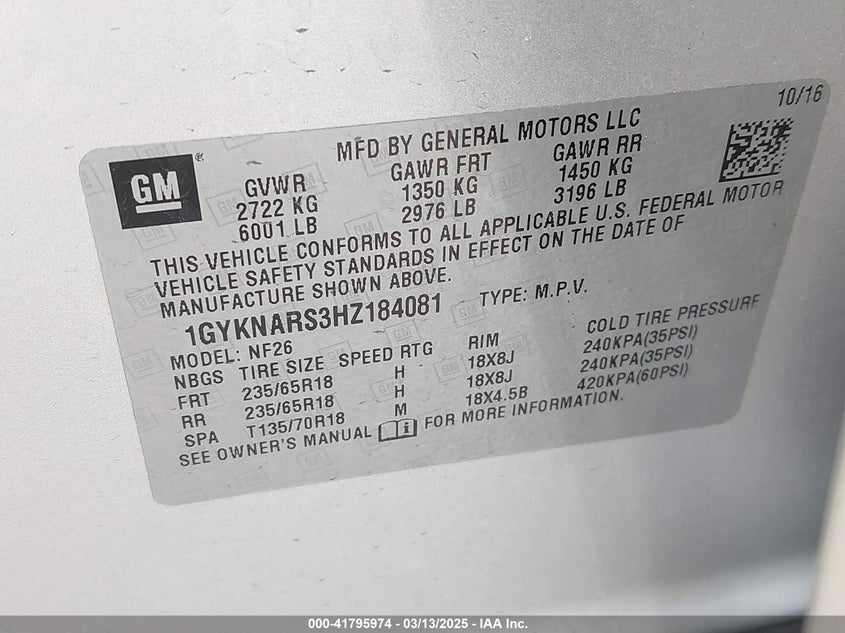 10/16
MFD BY GENERAL MOTORS LLC
GM®
GVWR GAWR FRT GAWR RR
2722 KG 1350 KG 1450 KG
6001 LB 2976 LB 3196 LB
THIS VEHICLE CONFORMS TO ALL APPLICABLE U.S. FEDERAL MOTOR
VEHICLE SAFETY STANDARDS IN EFFECT ON THE DATE OF
MANUFACTURE SHOWN ABOVE.
1GYKNARS3HZ184081 TYPE: M.P.V.
MODEL: NF26
NBGS TIRE SIZE SPEED RTG RIM COLD TIRE PRESSURE
FRT 235/65R18 H 18X8J 240KPA(35PSI)
RR 235/65R18 H 18X8J 240KPA(35PSI)
SPA T135/70R18 M 18X4.5B 420KPA(60PSI)
SEE OWNER'S MANUAL FOR MORE INFORMATION.
000-41795974 - 03/13/2025 - IAA Inc.